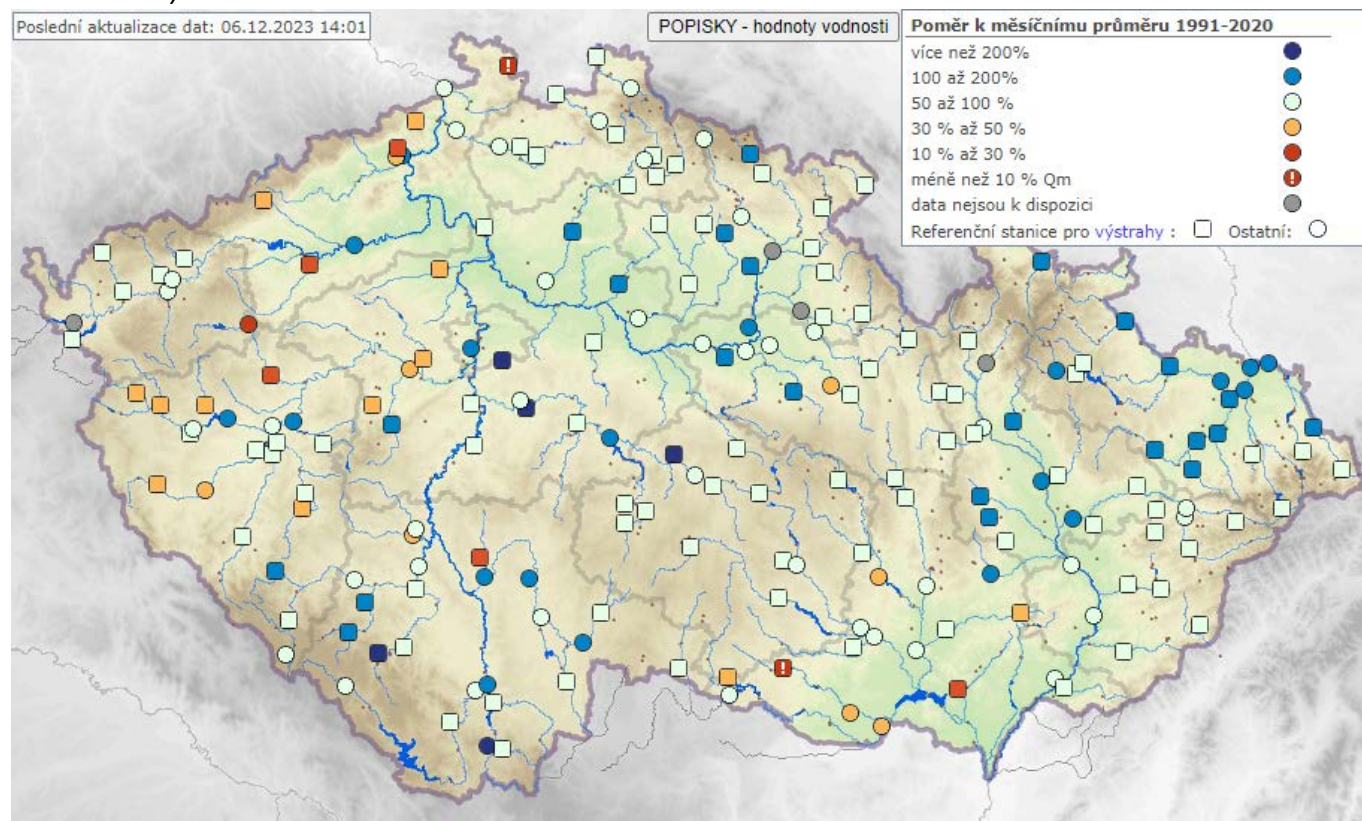 Poslední aktualizace dat: 06.12.2023 14:01
POPISKY - hodnoty vodnosti
Poměr k měsíčnímu průměru 1991-2020
více než 200%
100 až 200%
50 až 100 %
30 % až 50 %
10 % až 30 %
méně než 10 % Qm
data nejsou k dispozici
Referenční stanice pro výstrahy : Ostatní: